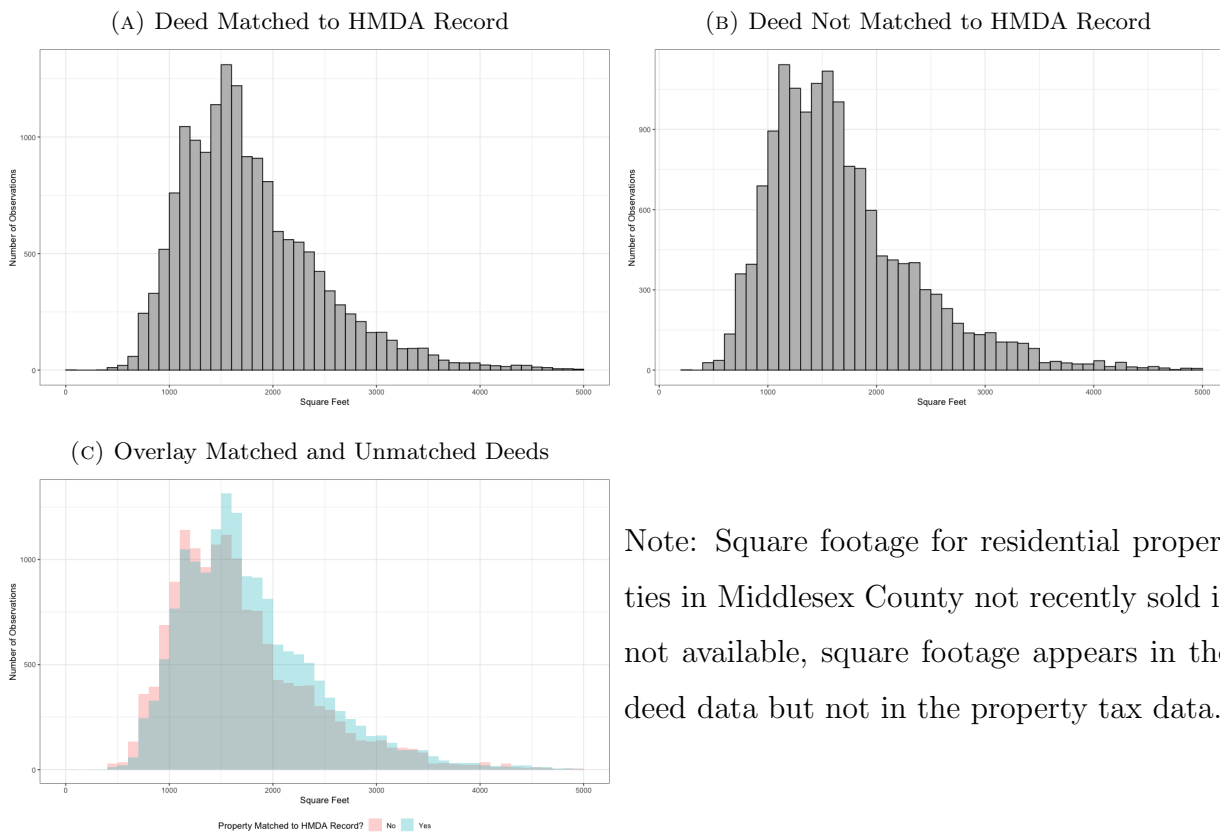 (A) Deed Matched to HMDA Record
(B) Deed Not Matched to HMDA Record
Number of Observations
1000
500
0
0 1000 2000 3000 4000 5000
Square Feet
Number of Observations
900
600
300
0
0 1000 2000 3000 4000 5000
Square Feet
(C) Overlay Matched and Unmatched Deeds
Number of Observations
1000
500
0
0 1000 2000 3000 4000 5000
Square Feet
Property Matched to HMDA Record? No Yes
Note: Square footage for residential proper
ties in Middlesex County not recently sold i
not available, square footage appears in the
deed data but not in the property tax data.